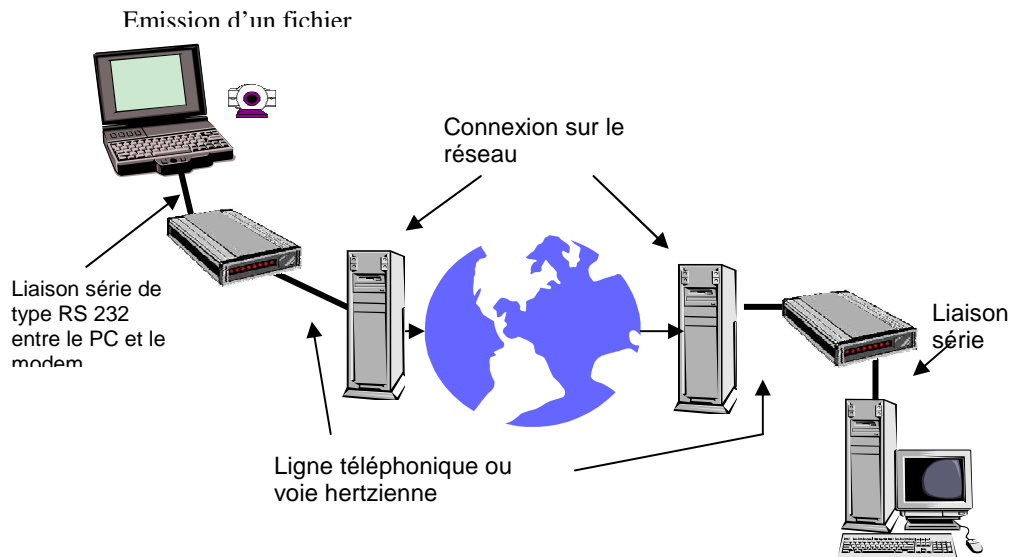 Emission d'un fichier
Connexion sur le
réseau
Liaison série de
type RS 232
entre le PC et le
modem
Liaison
série
Ligne téléphonique ou
voie hertzienne